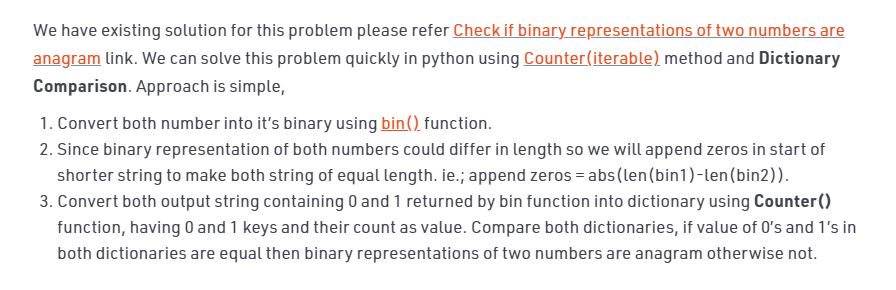 We have existing solution for this problem please refer Check if binary representations of two numbers are
anagram link. We can solve this problem quickly in python using Counter(iterable) method and Dictionary
Comparison. Approach is simple,
1. Convert both number into it's binary using bin() function.
2. Since binary representation of both numbers could differ in length so we will append zeros in start of
shorter string to make both string of equal length. ie.; append zeros = abs(len(bin1)-len(bin2)).
3. Convert both output string containing 0 and 1 returned by bin function into dictionary using Counter()
function, having 0 and 1 keys and their count as value. Compare both dictionaries, if value of 0's and 1's in
both dictionaries are equal then binary representations of two numbers are anagram otherwise not.